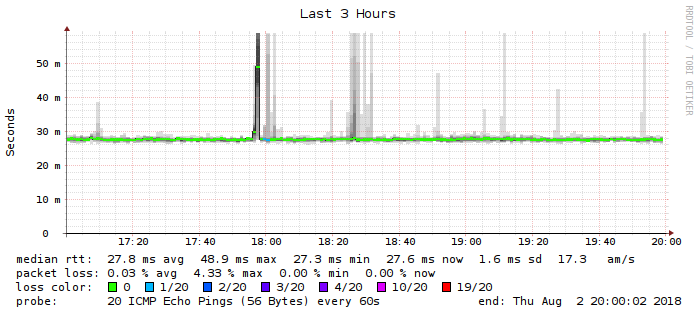 Last 3 Hours
RRDTOOL / TOBI OETIKER
Seconds
50 m
40 m
30 m
20 m
10 m
0
17:20 17:40 18:00 18:20 18:40 19:00 19:20 19:40 20:00
median rtt: 27.8 ms avg 48.9 ms max 27.3 ms min 27.6 ms now 1.6 ms sd 17.3 am/s
packet loss: 0.03 % avg 4.33 % max 0.00 % min 0.00 % now
loss color: 0 1/20 2/20 3/20 4/20 10/20 19/20
probe: 20 ICMP Echo Pings (56 Bytes) every 60s end: Thu Aug 2 20:00:02 2018